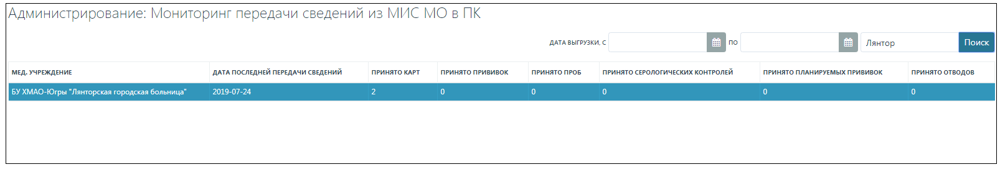 Администрирование: Мониторинг передачи сведений из МИС МО в ПК
ДАТА ВЫГРУЗКИ, С ПО Лянтор Поиск
МЕД. УЧРЕЖДЕНИЕ ДАТА ПОСЛЕДНЕЙ ПЕРЕДАЧИ СВЕДЕНИЙ ПРИНЯТО КАРТ ПРИНЯТО ПРИВИВОК ПРИНЯТО ПРОБ ПРИНЯТО СЕРОЛОГИЧЕСКИХ КОНТРОЛЕЙ ПРИНЯТО ПЛАНИРУЕМЫХ ПРИВИВОК ПРИНЯТО ОТВОДОВ
БУ ХМАО-Югры "Лянторская городская больница" 2019-07-24 2 0 0 0 0 0